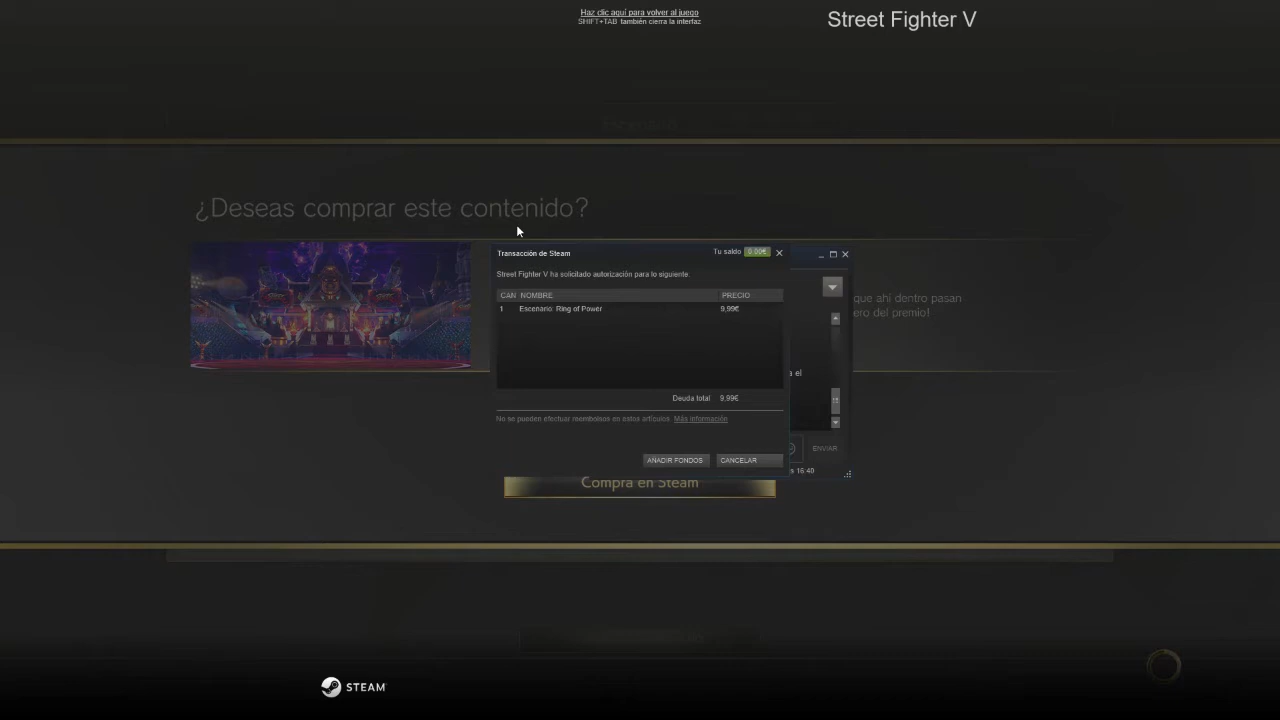 Haz clic aquí para volver al juego
SHIFT+TAB también cierra la interfaz
Street Fighter V
¿Deseas comprar este contenido?
Transacción de Steam
Tu saldo 0,00€
Street Fighter V ha solicitado autorización para lo siguiente.
CAN NOMBRE PRECIO
1 Escenario: Ring of Power 9,99€
que ahí dentro pasan
ero del premio!
a el
Deuda total 9,99€
No se pueden efectuar reembolsos en estos artículos. Más información
ENVIAR
AÑADIR FONDOS CANCELAR
s 16:40
Compra en Steam
STEAM